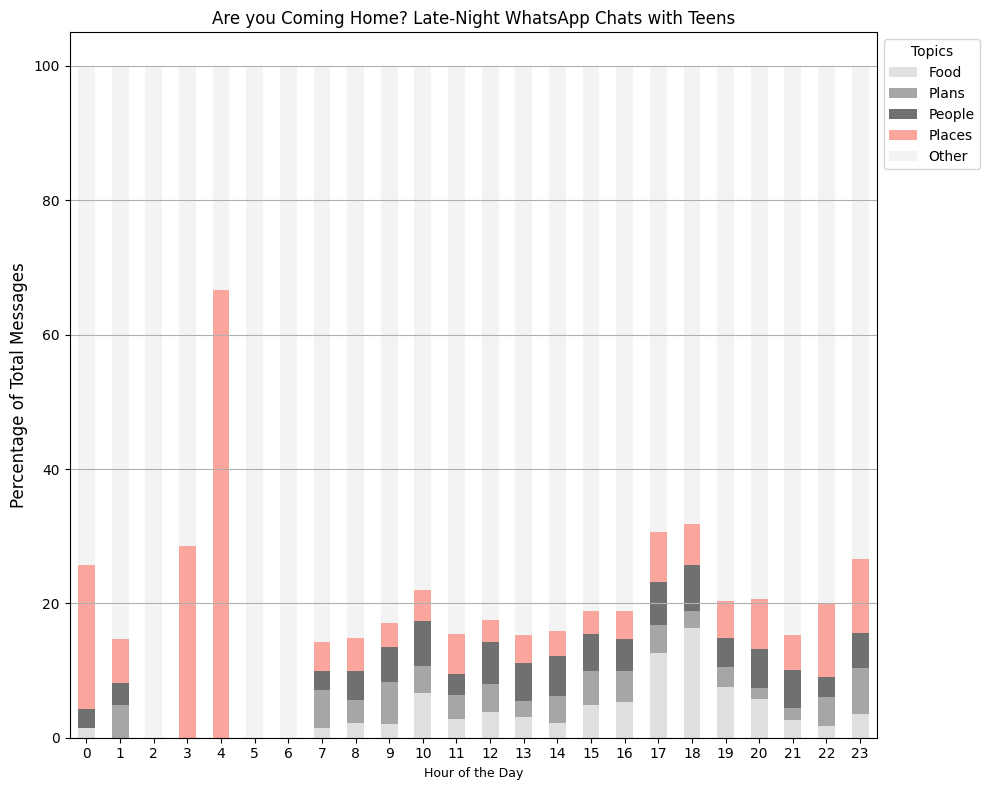 Are you Coming Home? Late-Night WhatsApp Chats with Teens
Topics
Food
Plans
People
Places
Other
Percentage of Total Messages
100
80
60
40
20
0
0 1 2 3 4 5 6 7 8 9 10 11 12 13 14 15 16 17 18 19 20 21 22 23
Hour of the Day